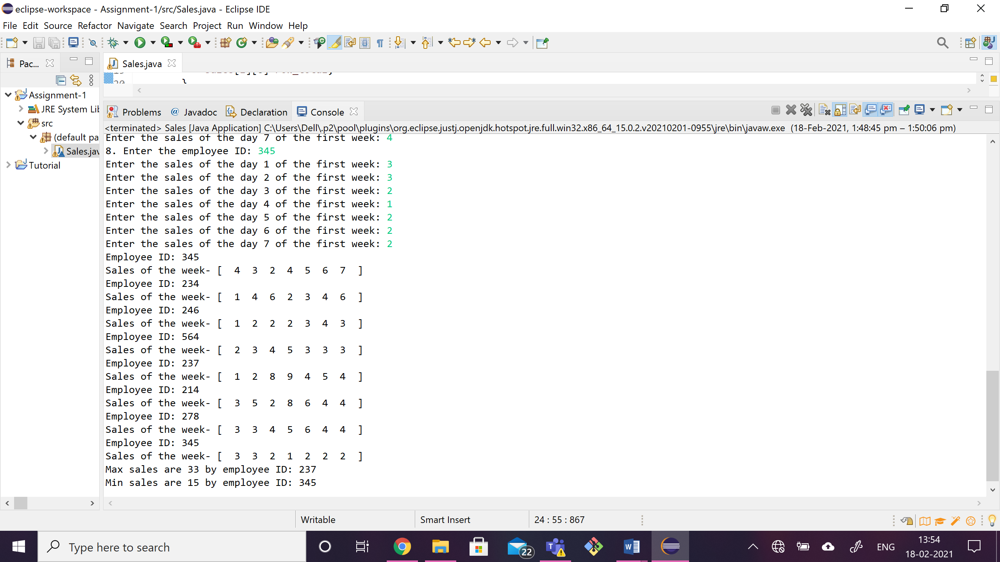 eclipse-workspace - Assignment-1/src/Sales.java - Eclipse IDE
File Edit Source Refactor Navigate Search Project Run Window Help
Pac...
Sales.java
20 }
Assignment-1
JRE System Lib
src
(default pa
Sales.jav
Tutorial
Problems @ Javadoc Declaration Console
<terminated> Sales [Java Application] C:\Users\Dell\.p2\pool\plugins\org.eclipse.justj.openjdk.hotspot.jre.full.win32.x86_64_15.0.2.v20210201-0955\jre\bin\javaw.exe (18-Feb-2021, 1:48:45 pm – 1:50:06 pm)
Enter the sales of the day 7 of the first week: 4
8. Enter the employee ID: 345
Enter the sales of the day 1 of the first week: 3
Enter the sales of the day 2 of the first week: 3
Enter the sales of the day 3 of the first week: 2
Enter the sales of the day 4 of the first week: 1
Enter the sales of the day 5 of the first week: 2
Enter the sales of the day 6 of the first week: 2
Enter the sales of the day 7 of the first week: 2
Employee ID: 345
Sales of the week- [ 4 3 2 4 5 6 7 ]
Employee ID: 234
Sales of the week- [ 1 4 6 2 3 4 6 ]
Employee ID: 246
Sales of the week- [ 1 2 2 2 3 4 3 ]
Employee ID: 564
Sales of the week- [ 2 3 4 5 3 3 3 ]
Employee ID: 237
Sales of the week- [ 1 2 8 9 4 5 4 ]
Employee ID: 214
Sales of the week- [ 3 5 2 8 6 4 4 ]
Employee ID: 278
Sales of the week- [ 3 3 4 5 6 4 4 ]
Employee ID: 345
Sales of the week- [ 3 3 2 1 2 2 2 ]
Max sales are 33 by employee ID: 237
Min sales are 15 by employee ID: 345
Writable Smart Insert 24 : 55 : 867
Type here to search
22
ENG
13:54
18-02-2021